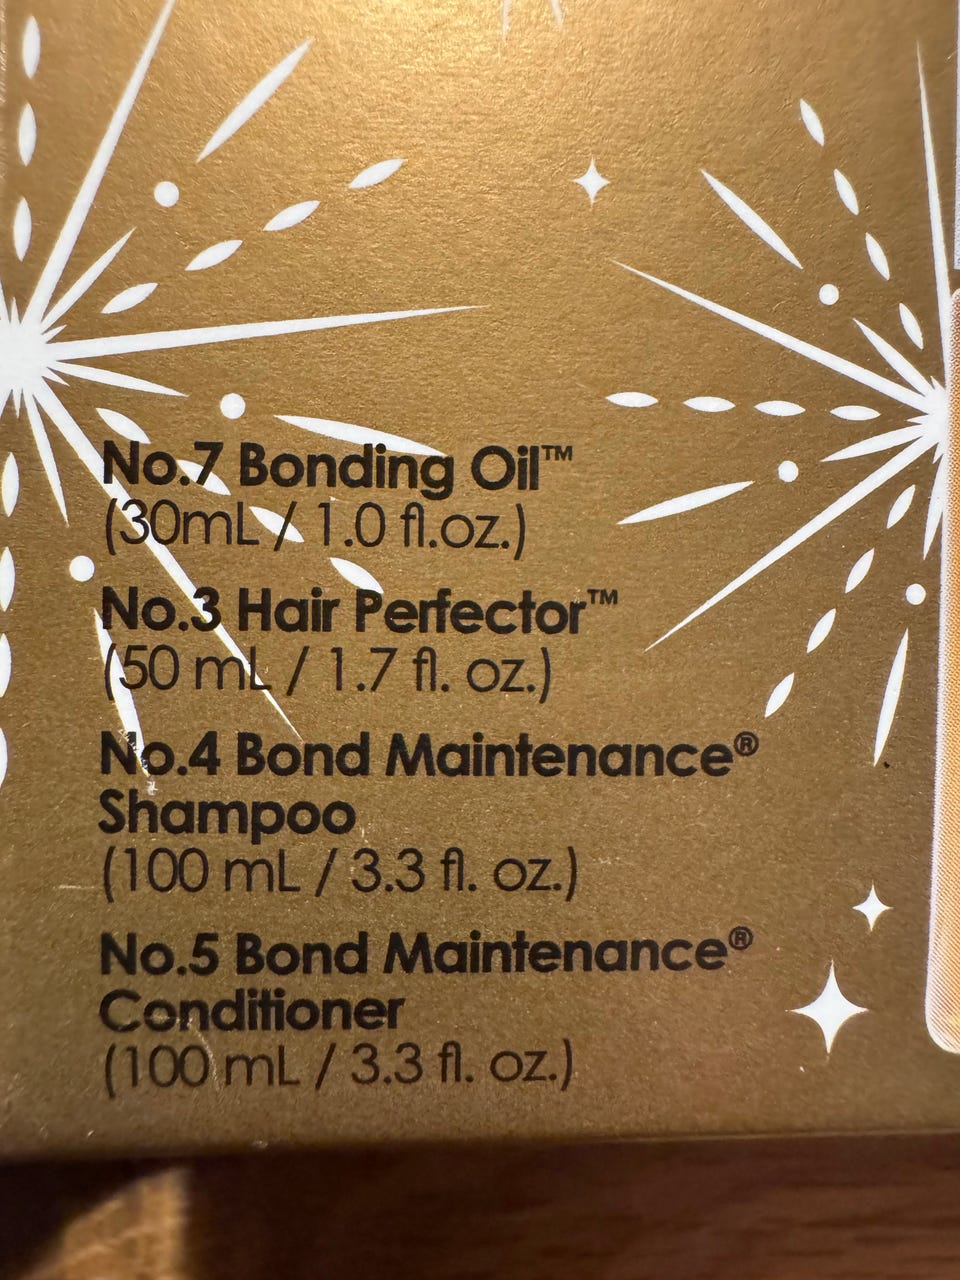 No.7 Bonding Oil™
(30mL / 1.0 fl.oz.)
No.3 Hair Perfector™
(50 mL / 1.7 fl. oz.)
No.4 Bond Maintenance®
Shampoo
(100 mL / 3.3 fl. oz.)
No.5 Bond Maintenance®
Conditioner
(100 mL / 3.3 fl. oz.)